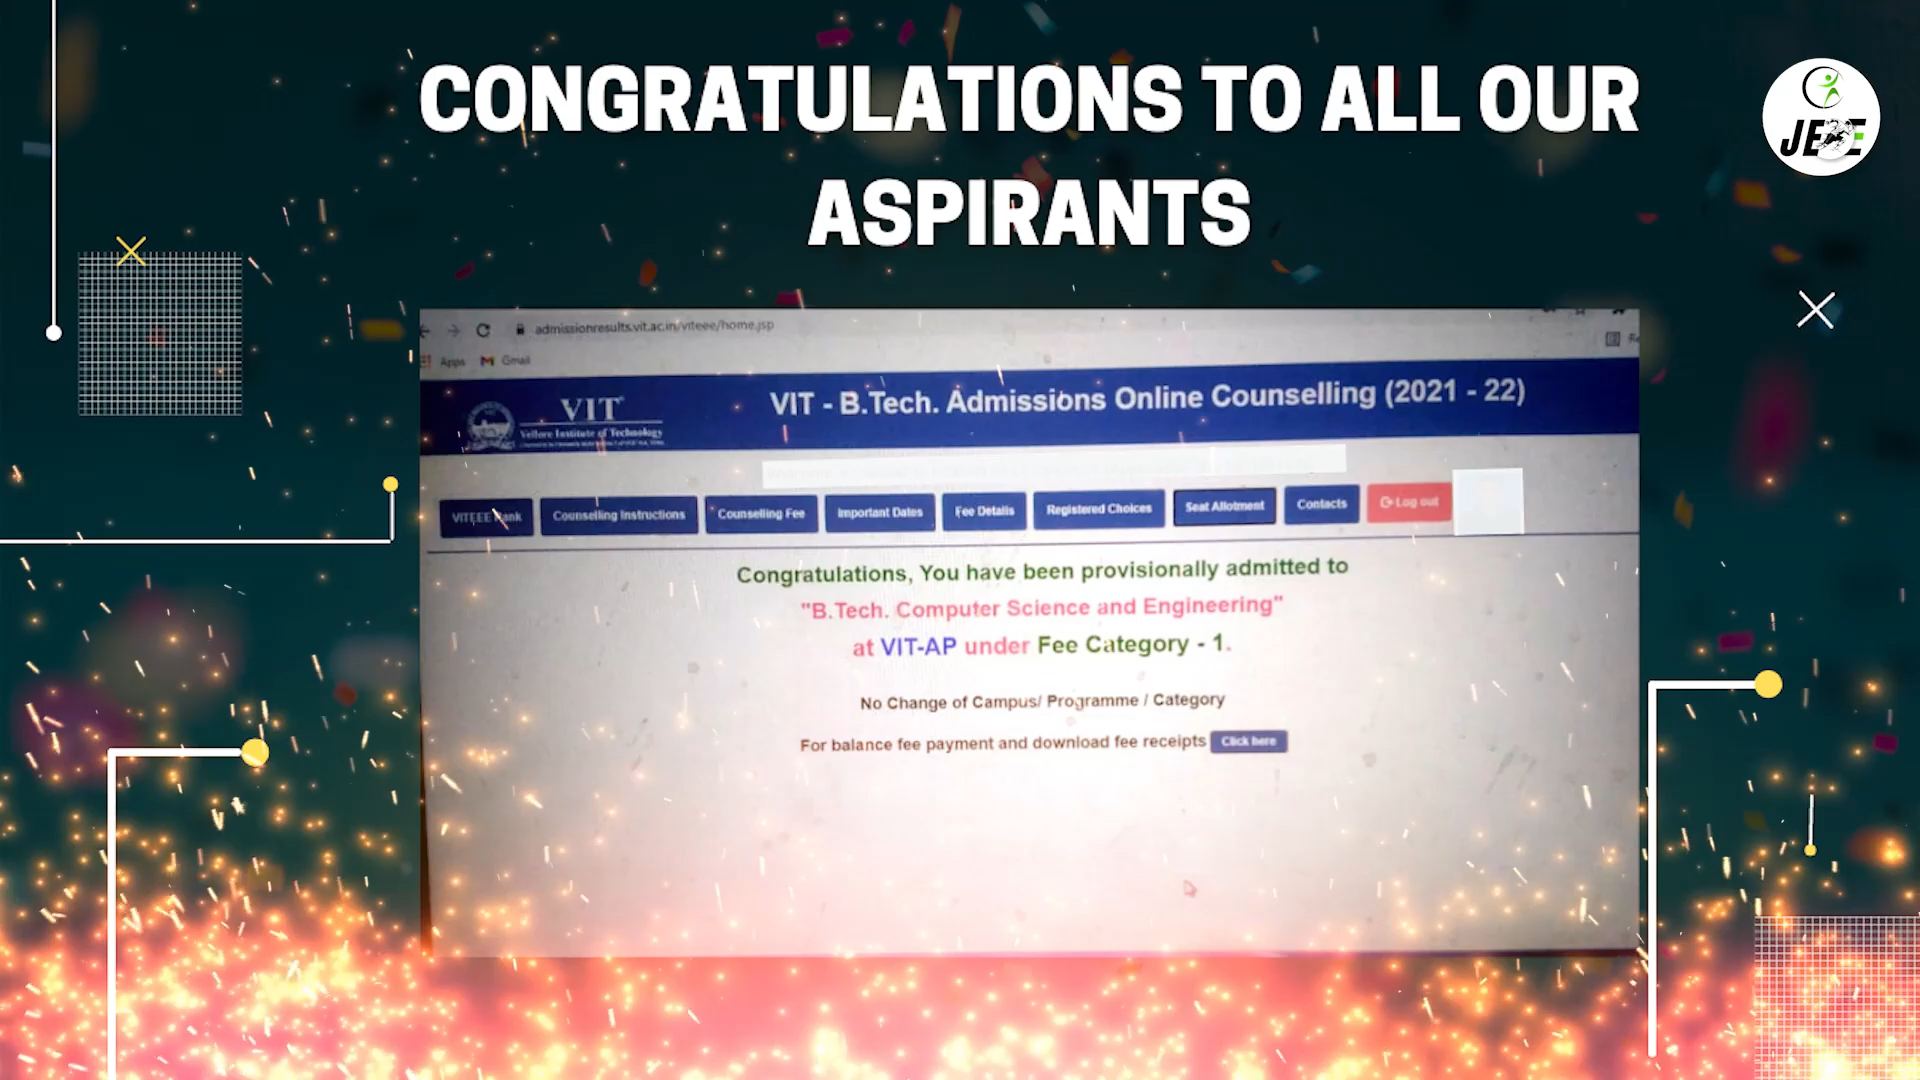 CONGRATULATIONS TO ALL OUR
ASPIRANTS
admissionresults.vit.ac.in/viteee/home.jsp
Apps Gmail
VIT
Vellore Institute of Technology
VIT - B.Tech. Admissions Online Counselling (2021 - 22)
VITEEE Rank Counselling Instructions Counselling Fee Important Dates Fee Details Registered Choices Seat Allotment Contacts Log out
Congratulations, You have been provisionally admitted to
"B.Tech. Computer Science and Engineering"
at VIT-AP under Fee Category - 1.
No Change of Campus/ Programme / Category
For balance fee payment and download fee receipts Click here